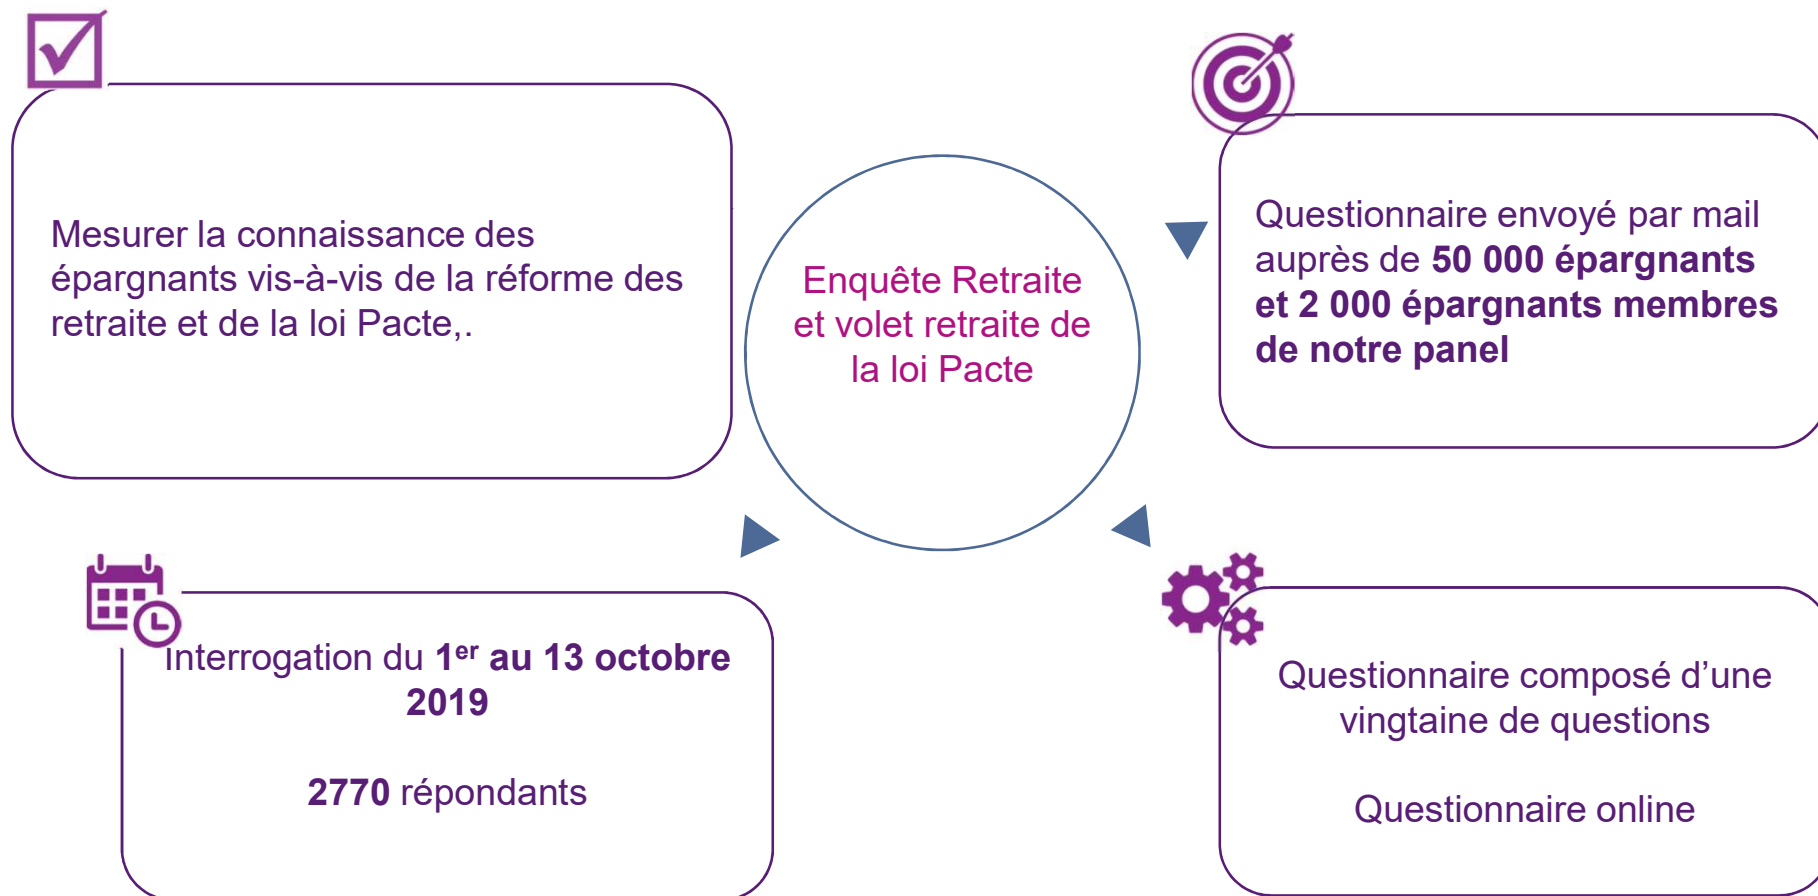 Mesurer la connaissance des
épargnants vis-à-vis de la réforme des
retraite et de la loi Pacte,.
Enquête Retraite
et volet retraite de
la loi Pacte
Questionnaire envoyé par mail
auprès de 50 000 épargnants
et 2 000 épargnants membres
de notre panel
Interrogation du 1er au 13 octobre
2019
2770 répondants
Questionnaire composé d’une
vingtaine de questions
Questionnaire online